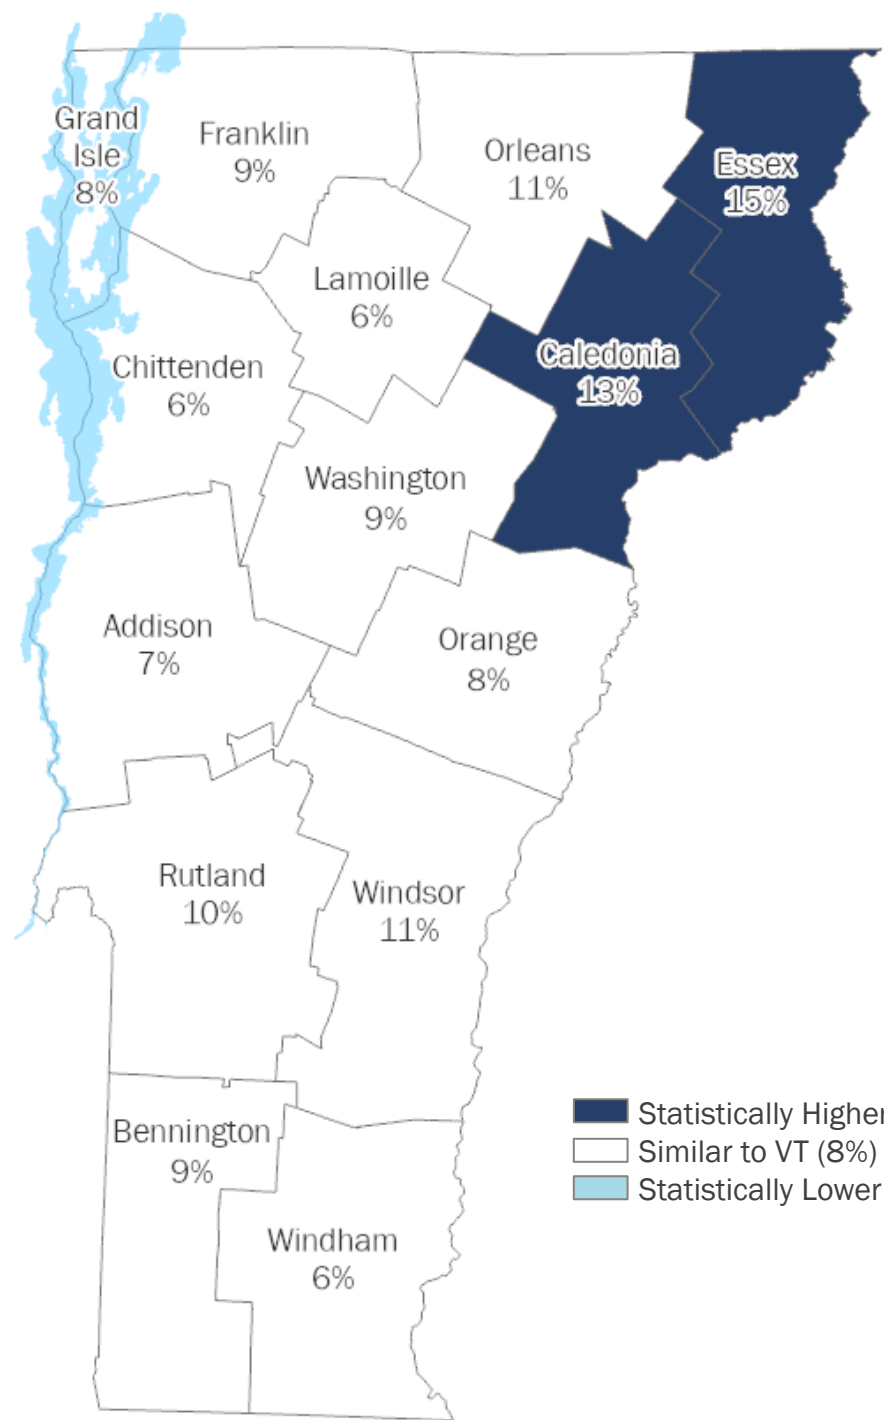 Grand
Isle
8%
Franklin
9%
Orleans
11%
Essex
15%
Lamoille
6%
Chittenden
6%
Caledonia
13%
Washington
9%
Addison
7%
Orange
8%
Rutland
10%
Windsor
11%
Bennington
9%
Windham
6%
Statistically Higher
Similar to VT (8%)
Statistically Lower